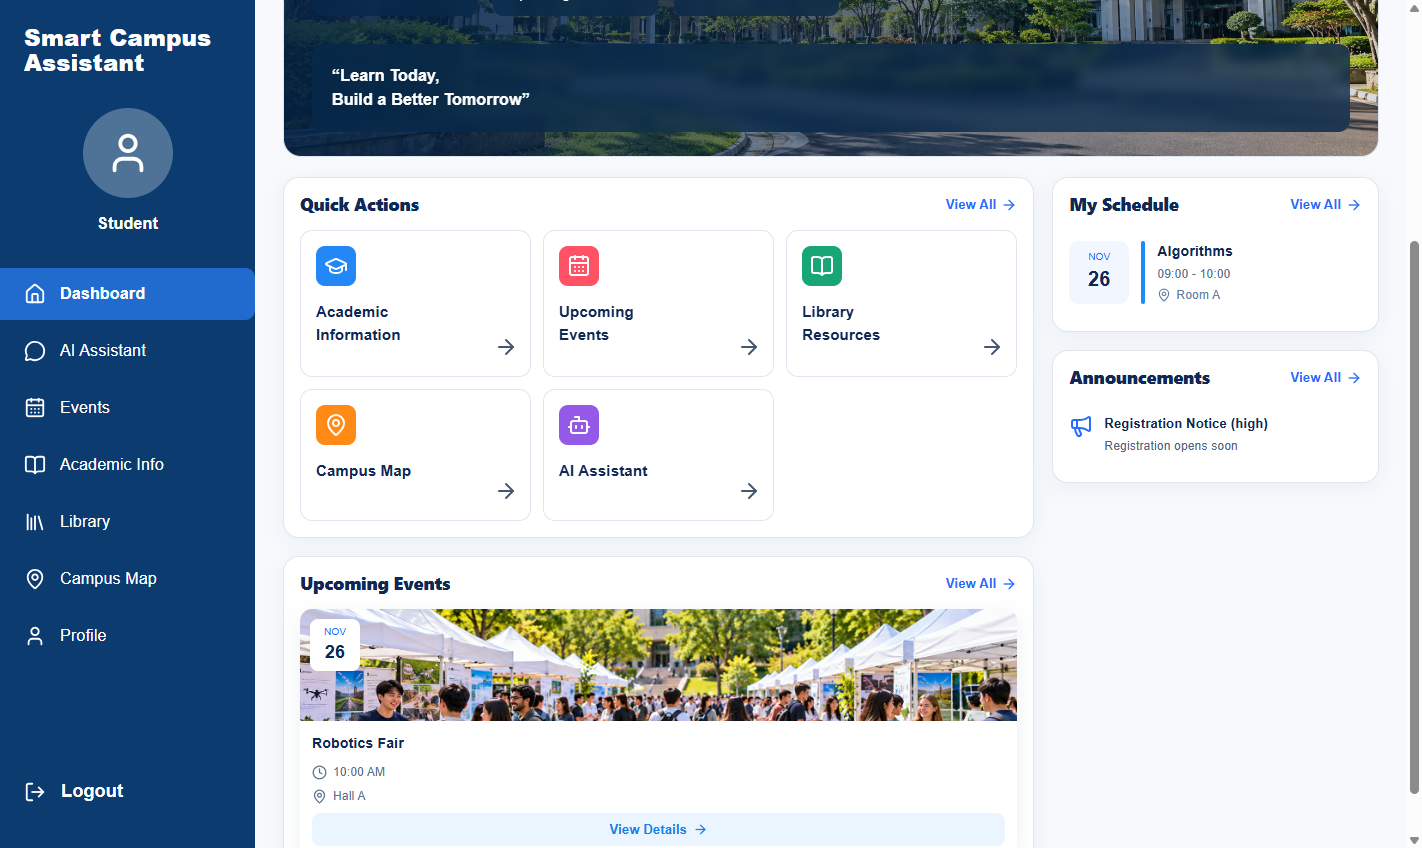 Smart Campus
Assistant
Student
Dashboard
AI Assistant
Events
Academic Info
Library
Campus Map
Profile
Logout
“Learn Today,
Build a Better Tomorrow”
Quick Actions
View All
Academic
Information
Upcoming
Events
Library
Resources
Campus Map
AI Assistant
Upcoming Events
View All
NOV
26
Robotics Fair
10:00 AM
Hall A
View Details
My Schedule
View All
NOV
26
Algorithms
09:00 - 10:00
Room A
Announcements
View All
Registration Notice (high)
Registration opens soon